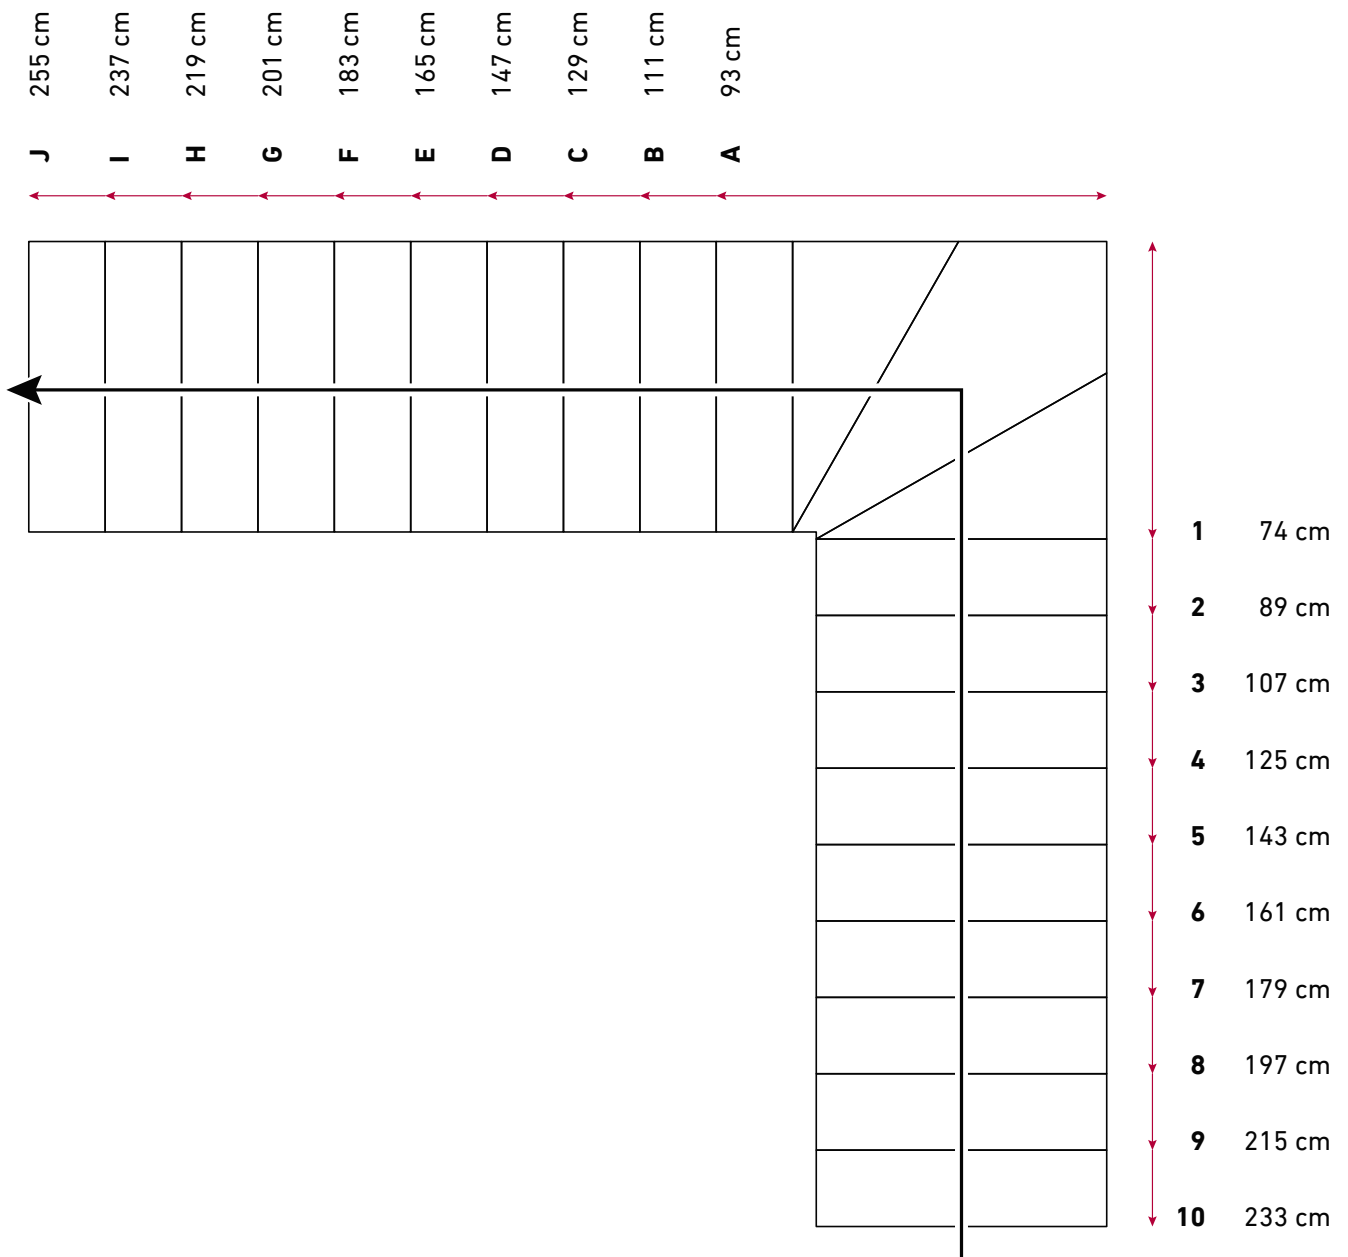 J 255 cm
I 237 cm
H 219 cm
G 201 cm
F 183 cm
E 165 cm
D 147 cm
C 129 cm
B 111 cm
A 93 cm
1 74 cm
2 89 cm
3 107 cm
4 125 cm
5 143 cm
6 161 cm
7 179 cm
8 197 cm
9 215 cm
10 233 cm